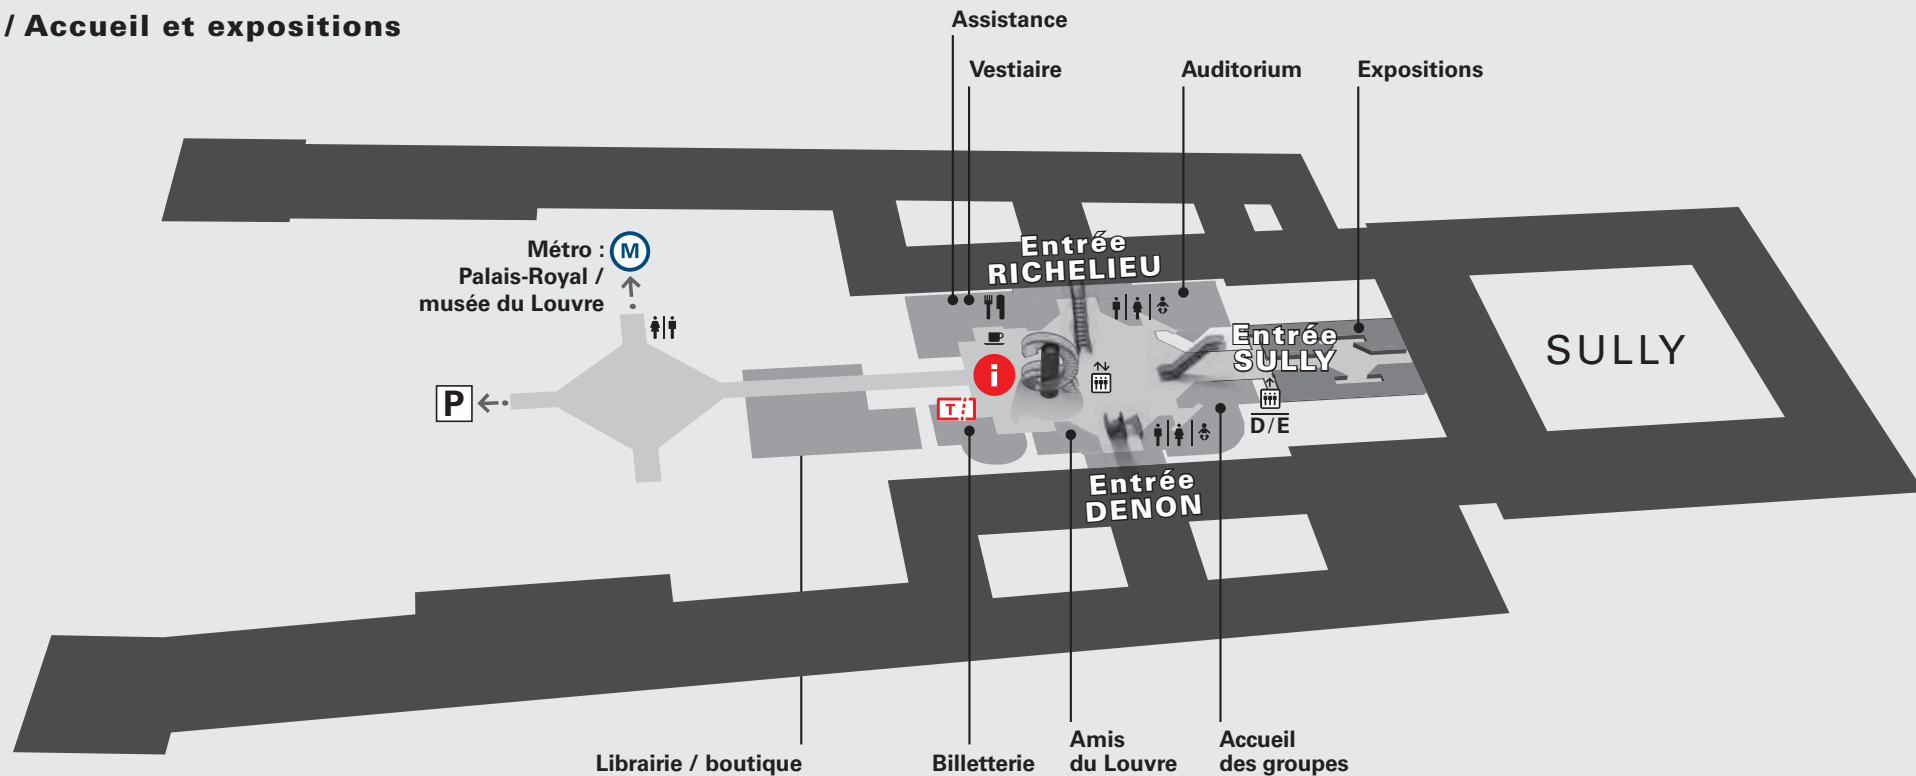 / Accueil et expositions
Assistance
Vestiaire
Auditorium
Expositions
Métro : M
Palais-Royal /
musée du Louvre
P
Entrée
RICHELIEU
Entrée
SULLY
SULLY
i
T
D/E
Entrée
DENON
Librairie / boutique
Billetterie
Amis
du Louvre
Accueil
des groupes